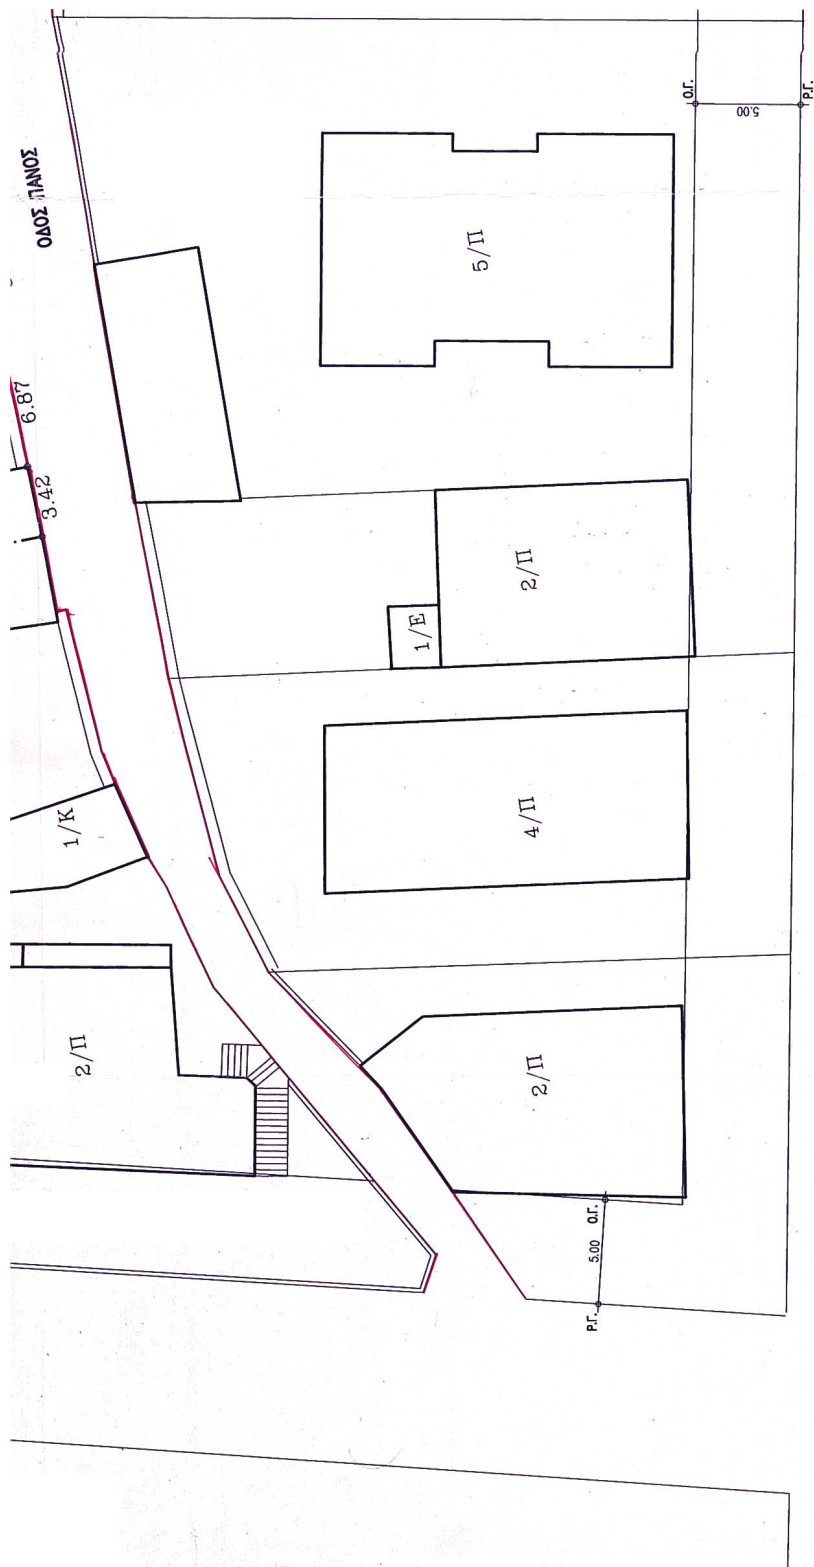 ΟΔΟΣ ΠΑΝΟΣ
Ο.Γ.
5.00
Ρ.Γ.
5/Π
6.87
3.42
2/Π
1/Ε
4/Π
1/Κ
2/Π
2/Π
5.00
Ο.Γ.
Ρ.Γ.